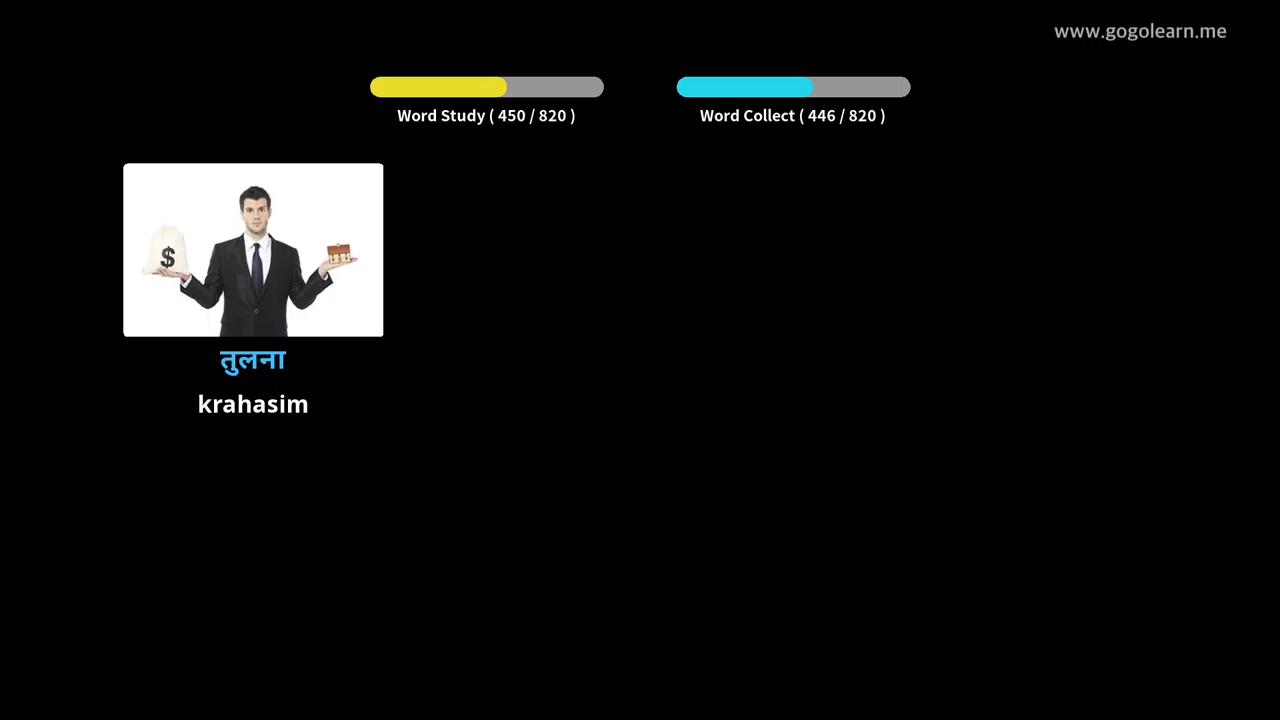 www.gogolearn.me
Word Study ( 450 / 820 )
Word Collect ( 446 / 820 )
$
तुलना
krahasim